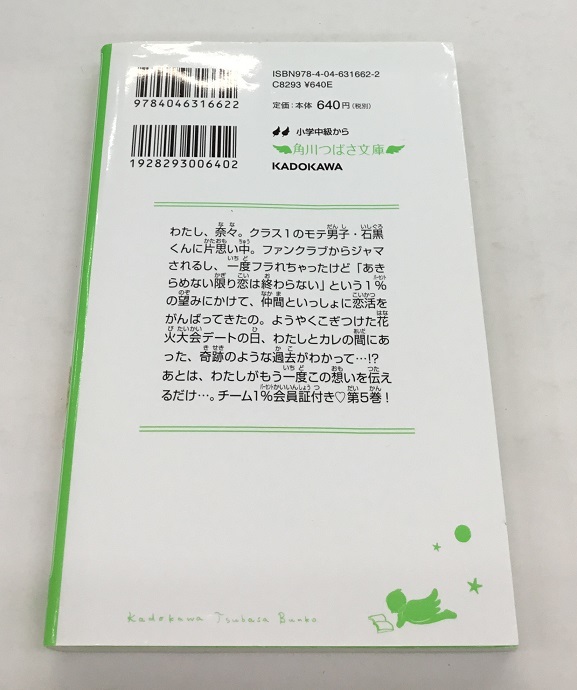 9784046316622
1928293006402
ISBN978-4-04-631662-2
C8293 ¥640E
定価:本体 640円(税別)
小学中級から
角川つばさ文庫
KADOKAWA
わたし、奈々。クラス1のモテ男子・石黒
くんに片思い中。ファンクラブからジャマ
されるし、一度フラれちゃったけど「あき
らめない限り恋は終わらない」という1%
の望みにかけて、仲間といっしょに恋活を
がんばってきたの。ようやくこぎつけた花
火大会デートの日、わたしとカレの間にあ
った、奇跡のような過去がわかって…!?
あとは、わたしがもう一度この想いを伝え
るだけ…。チーム1%会員証付き♡第5巻!
Kadokawa Tsubasa Bunko